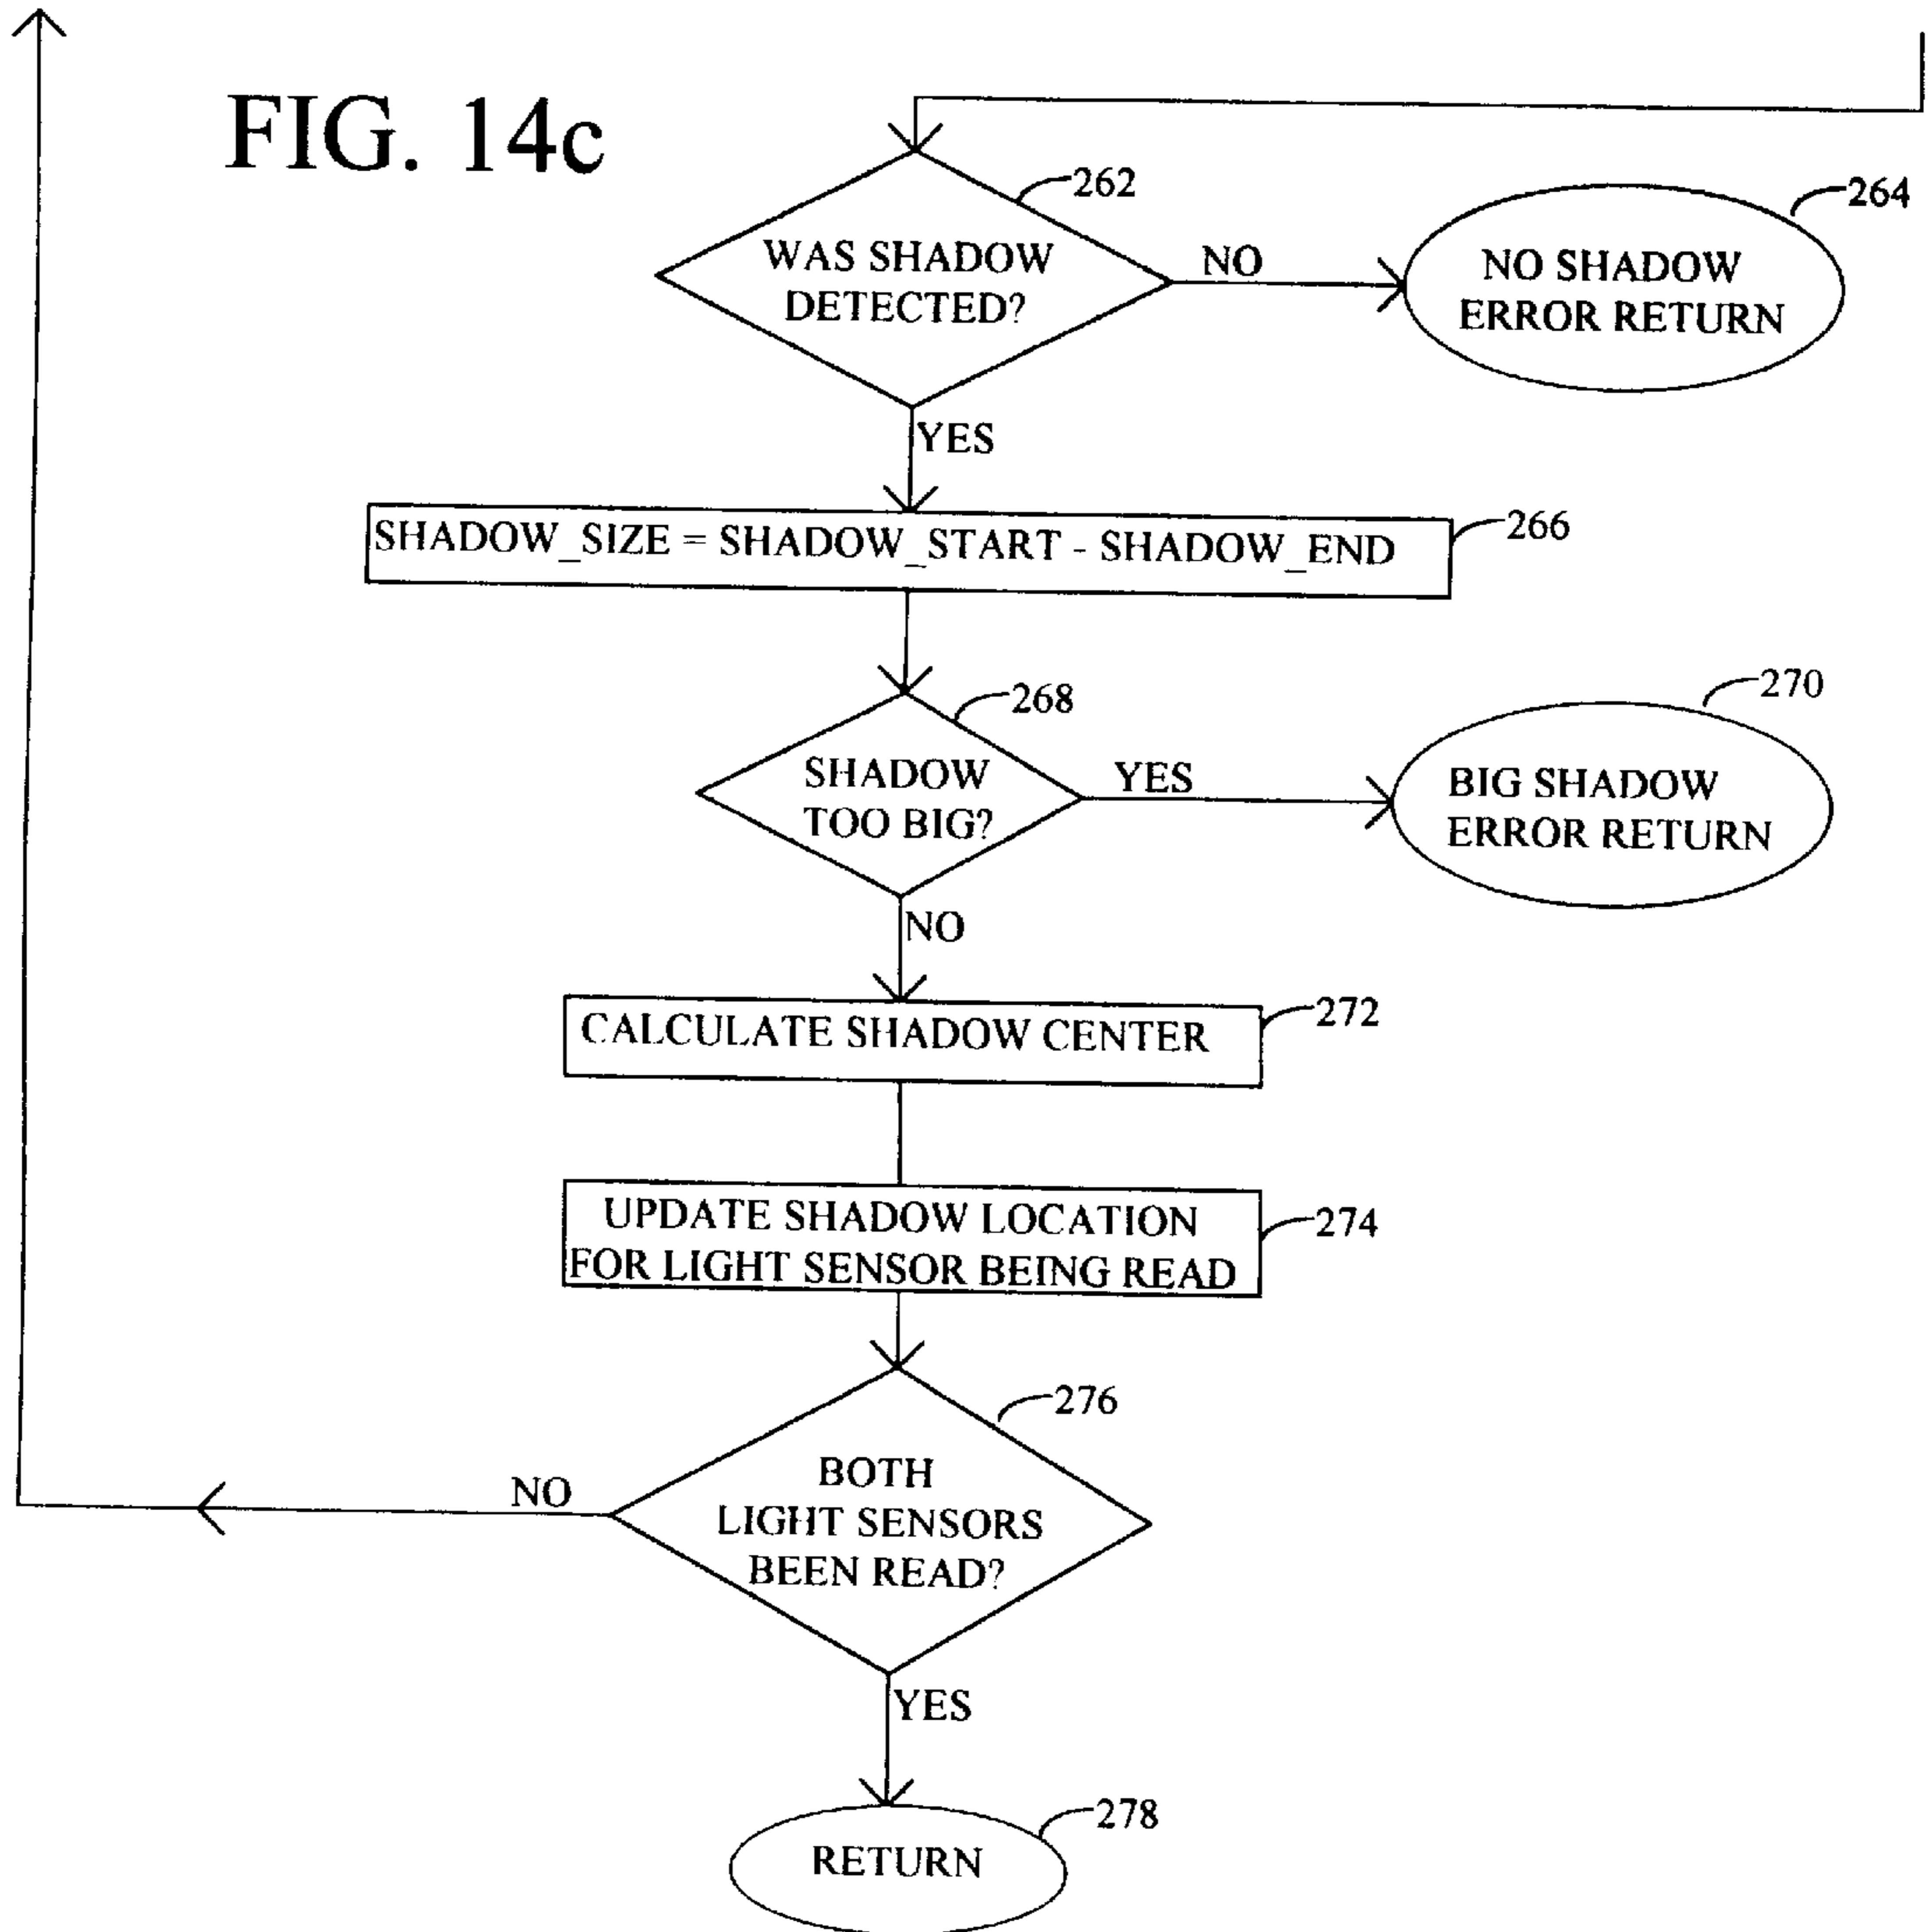 FIG. 14c
262
264
WAS SHADOW
DETECTED?
NO
NO SHADOW
ERROR RETURN
YES
SHADOW_SIZE = SHADOW_START - SHADOW_END
266
268
270
SHADOW
TOO BIG?
YES
BIG SHADOW
ERROR RETURN
NO
CALCULATE SHADOW CENTER
272
UPDATE SHADOW LOCATION
FOR LIGHT SENSOR BEING READ
274
276
BOTH
LIGHT SENSORS
BEEN READ?
NO
YES
278
RETURN